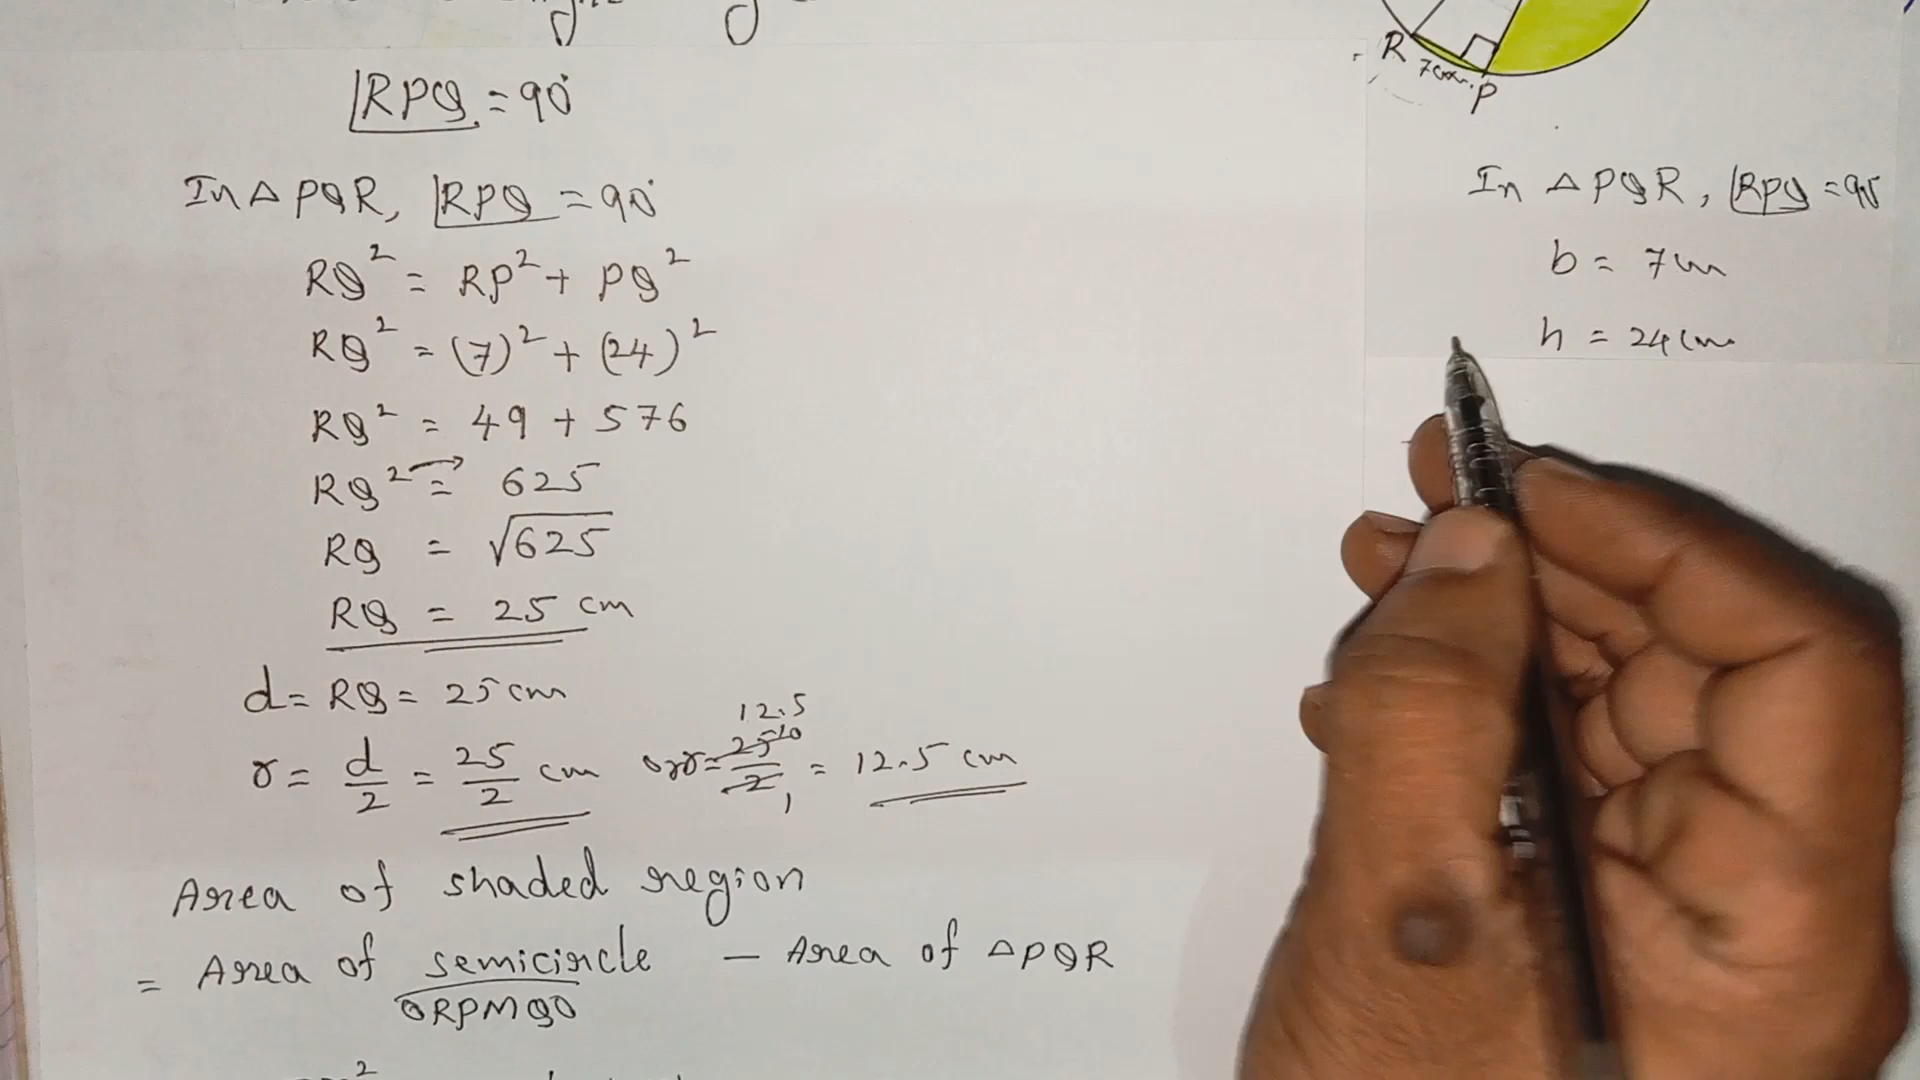 ∠RPQ = 90°
In △ PQR, ∠RPQ = 90°
RQ² = RP² + PQ²
RQ² = (7)² + (24)²
RQ² = 49 + 576
RQ² = 625
RQ = √625
RQ = 25 cm
d = RQ = 25 cm
r = d/2 = 25/2 cm or r = 25.0/2 = 12.5 cm
12.5
1
Area of shaded region
= Area of semicircle - Area of △PQR
ORPMQO
R
7cm.
P
In △ PQR, ∠RPQ = 90°
b = 7 cm
h = 24 cm